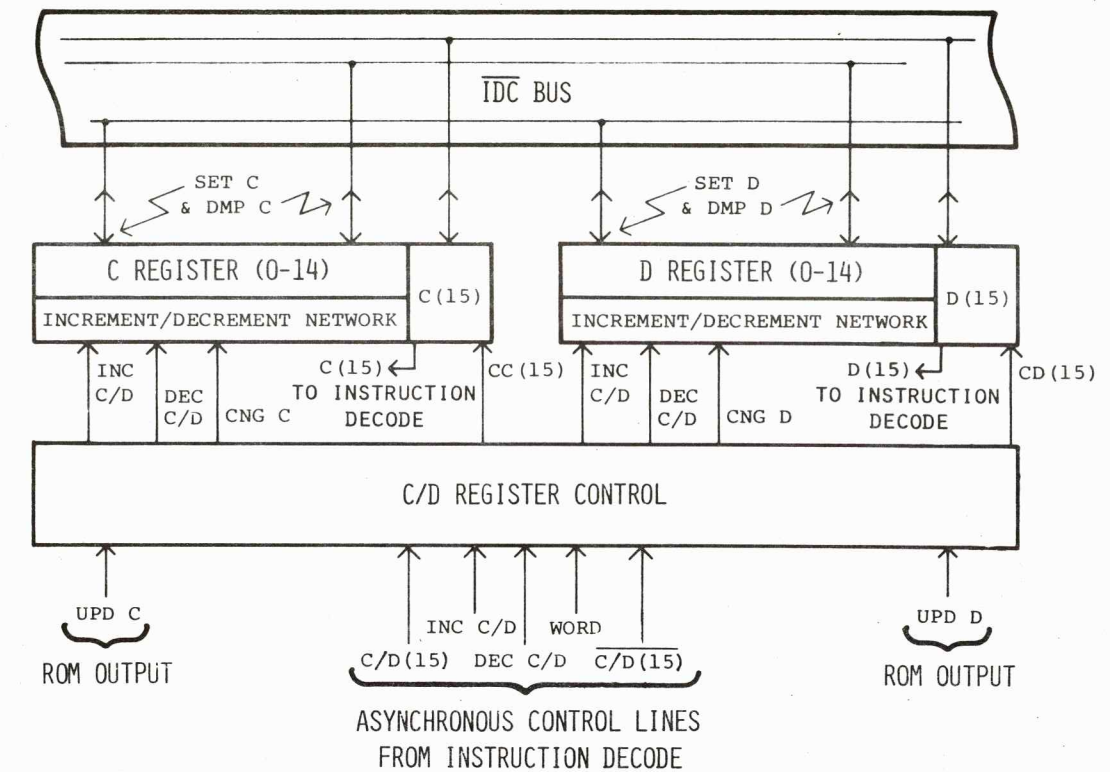 IDC BUS
SET C
& DMP C
SET D
& DMP D
C REGISTER (0-14)
C(15)
INCREMENT/DECREMENT NETWORK
D REGISTER (0-14)
D(15)
INCREMENT/DECREMENT NETWORK
INC
C/D
DEC
C/D
CNG C
C(15)
TO INSTRUCTION
DECODE
CC(15)
INC
C/D
DEC
C/D
CNG D
D(15)
TO INSTRUCTION
DECODE
CD(15)
C/D REGISTER CONTROL
UPD C
ROM OUTPUT
INC C/D WORD
C/D(15) DEC C/D C/D(15)
ASYNCHRONOUS CONTROL LINES
FROM INSTRUCTION DECODE
UPD D
ROM OUTPUT